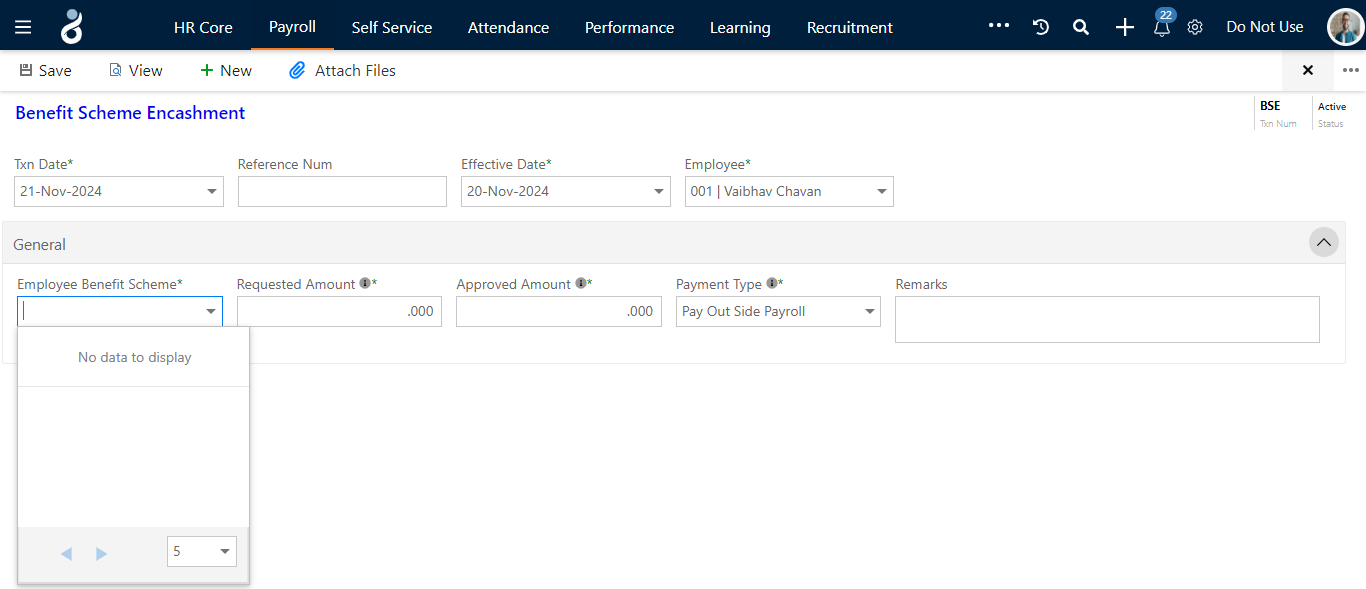 HR Core Payroll Self Service Attendance Performance Learning Recruitment 22 Do Not Use
Save View New Attach Files
Benefit Scheme Encashment
BSE Active
Txn Num Status
Txn Date* Reference Num Effective Date* Employee*
21-Nov-2024 20-Nov-2024 001 | Vaibhav Chavan
General
Employee Benefit Scheme* Requested Amount * Approved Amount * Payment Type * Remarks
.000 .000 Pay Out Side Payroll
No data to display
5